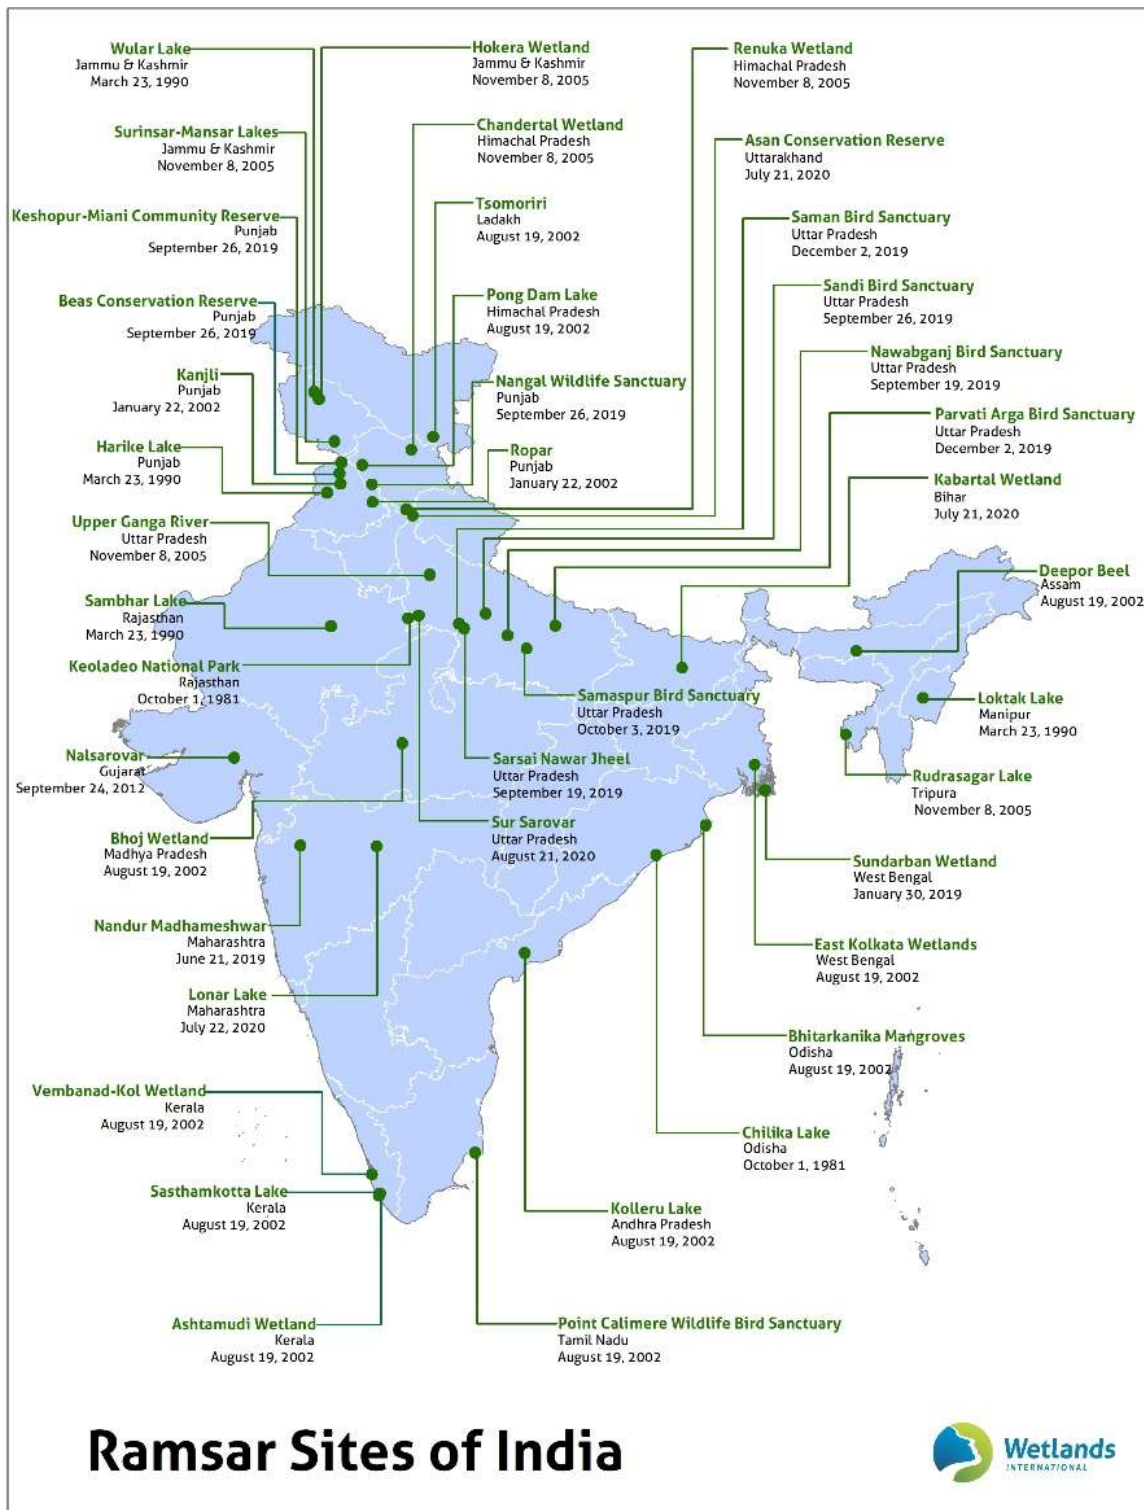 Wular Lake
Jammu & Kashmir
March 23, 1990
Hokera Wetland
Jammu & Kashmir
November 8, 2005
Renuka Wetland
Himachal Pradesh
November 8, 2005
Surinsar-Mansar Lakes
Jammu & Kashmir
November 8, 2005
Chandertal Wetland
Himachal Pradesh
November 8, 2005
Asan Conservation Reserve
Uttarakhand
July 21, 2020
Keshopur-Miani Community Reserve
Punjab
September 26, 2019
Tsomoriri
Ladakh
August 19, 2002
Saman Bird Sanctuary
Uttar Pradesh
December 2, 2019
Beas Conservation Reserve
Punjab
September 26, 2019
Pong Dam Lake
Himachal Pradesh
August 19, 2002
Sandi Bird Sanctuary
Uttar Pradesh
September 26, 2019
Kanjli
Punjab
January 22, 2002
Nangal Wildlife Sanctuary
Punjab
September 26, 2019
Nawabganj Bird Sanctuary
Uttar Pradesh
September 19, 2019
Harike Lake
Punjab
March 23, 1990
Ropar
Punjab
January 22, 2002
Parvati Arga Bird Sanctuary
Uttar Pradesh
December 2, 2019
Kabartal Wetland
Bihar
July 21, 2020
Upper Ganga River
Uttar Pradesh
November 8, 2005
Deepor Beel
Assam
August 19, 2002
Sambhar Lake
Rajasthan
March 23, 1990
Keoladeo National Park
Rajasthan
October 1, 1981
Samaspur Bird Sanctuary
Uttar Pradesh
October 3, 2019
Loktak Lake
Manipur
March 23, 1990
Nalsarovar
Gujarat
September 24, 2012
Sarsai Nawar Jheel
Uttar Pradesh
September 19, 2019
Rudrasagar Lake
Tripura
November 8, 2005
Bhoj Wetland
Madhya Pradesh
August 19, 2002
Sur Sarovar
Uttar Pradesh
August 21, 2020
Sundarban Wetland
West Bengal
January 30, 2019
Nandur Madhameshwar
Maharashtra
June 21, 2019
East Kolkata Wetlands
West Bengal
August 19, 2002
Lonar Lake
Maharashtra
July 22, 2020
Bhitarkanika Mangroves
Odisha
August 19, 2002
Vembanad-Kol Wetland
Kerala
August 19, 2002
Chilika Lake
Odisha
October 1, 1981
Sasthamkotta Lake
Kerala
August 19, 2002
Kolleru Lake
Andhra Pradesh
August 19, 2002
Ashtamudi Wetland
Kerala
August 19, 2002
Point Calimere Wildlife Bird Sanctuary
Tamil Nadu
August 19, 2002
Ramsar Sites of India
Wetlands
INTERNATIONAL